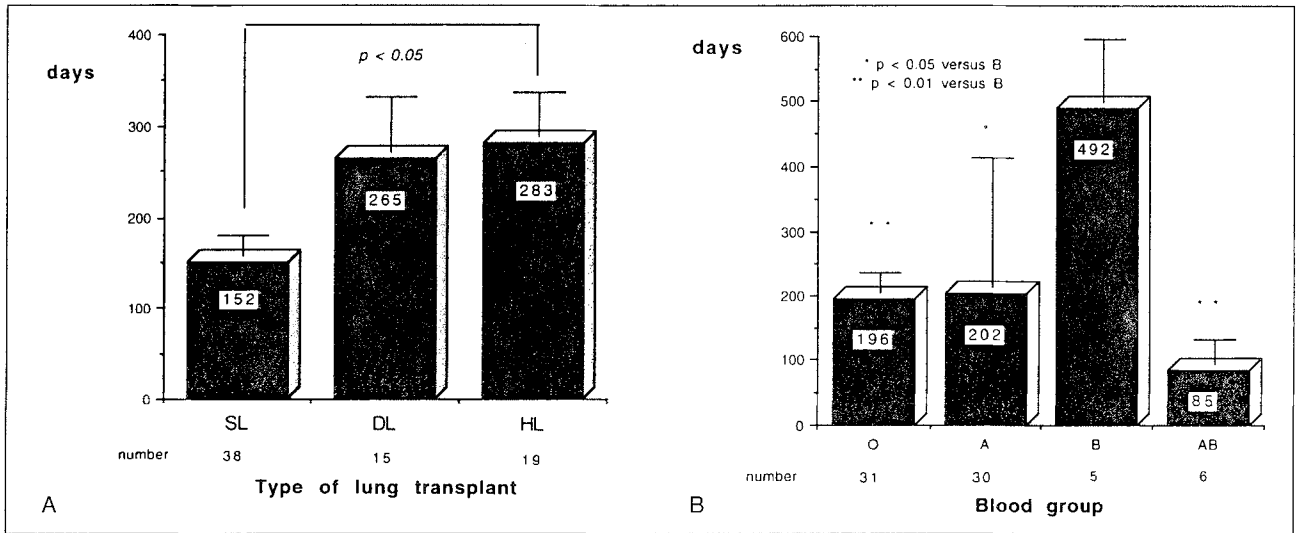 400
days
p < 0.05
300
200
100
0
152
265
283
SL DL HL
number 38 15 19
Type of lung transplant
A
600
days
* p < 0.05 versus B
** p < 0.01 versus B
500
400
300
200
100
0
**
*
**
196
202
492
85
O A B AB
number 31 30 5 6
Blood group
B